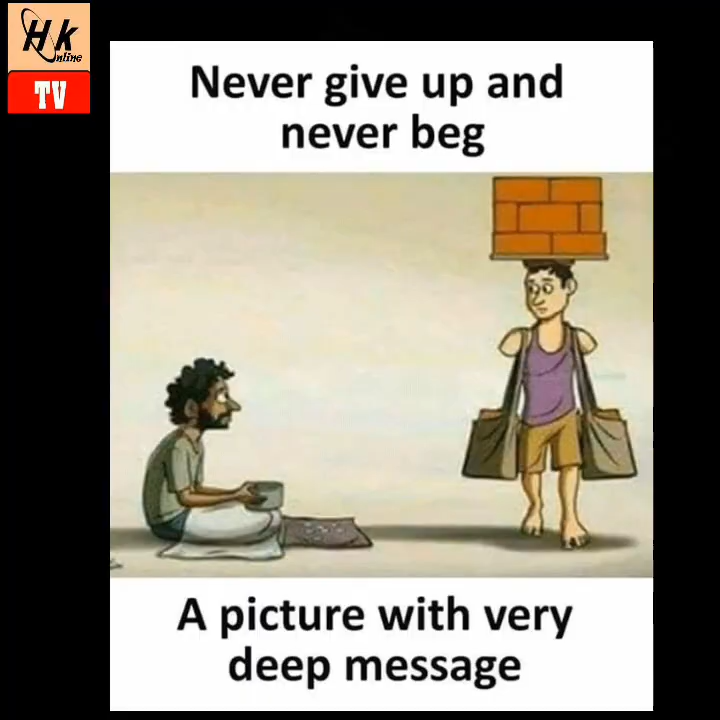 Hk
Online
TV
Never give up and
never beg
A picture with very
deep message